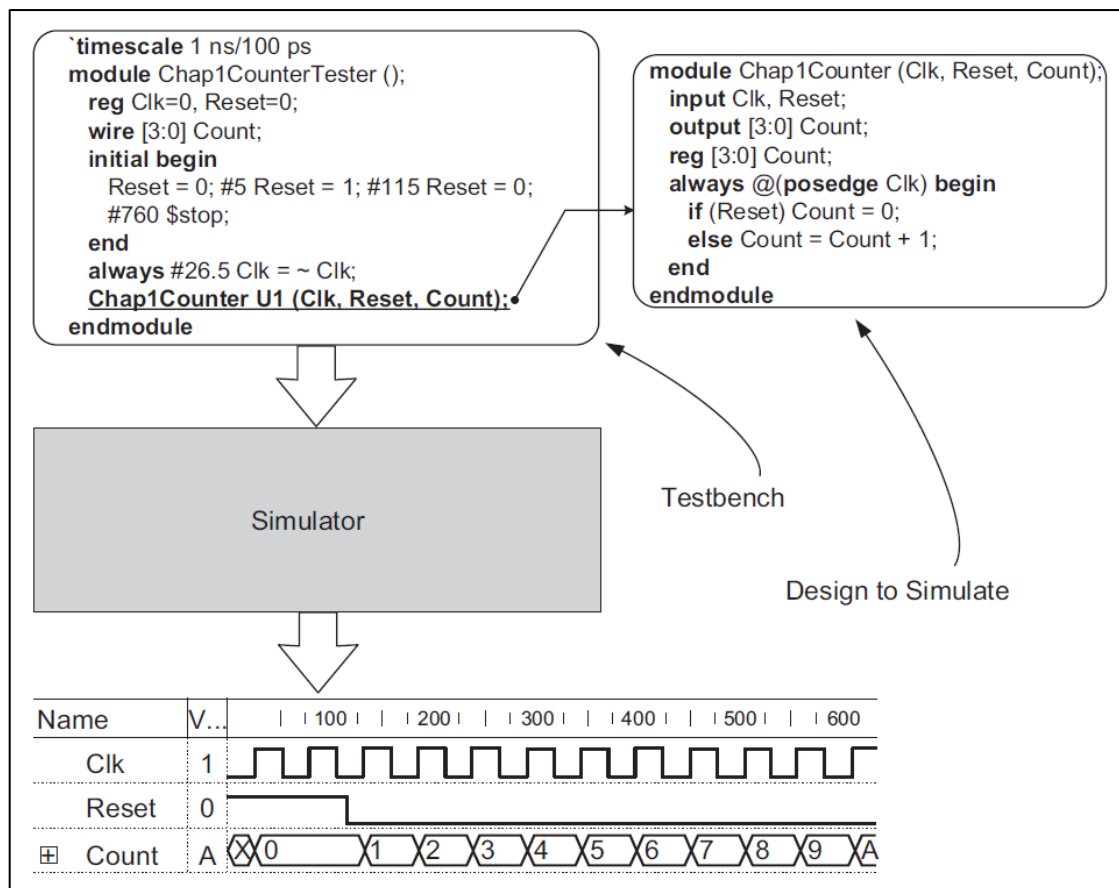 `timescale 1 ns/100 ps
module Chap1CounterTester ();
reg Clk=0, Reset=0;
wire [3:0] Count;
initial begin
Reset = 0; #5 Reset = 1; #115 Reset = 0;
#760 $stop;
end
always #26.5 Clk = ~ Clk;
Chap1Counter U1 (Clk, Reset, Count);
endmodule
module Chap1Counter (Clk, Reset, Count);
input Clk, Reset;
output [3:0] Count;
reg [3:0] Count;
always @(posedge Clk) begin
if (Reset) Count = 0;
else Count = Count + 1;
end
endmodule
Testbench
Simulator
Design to Simulate
Name V... 100 200 300 400 500 600
Clk 1
Reset 0
Count A X 0 1 2 3 4 5 6 7 8 9 A